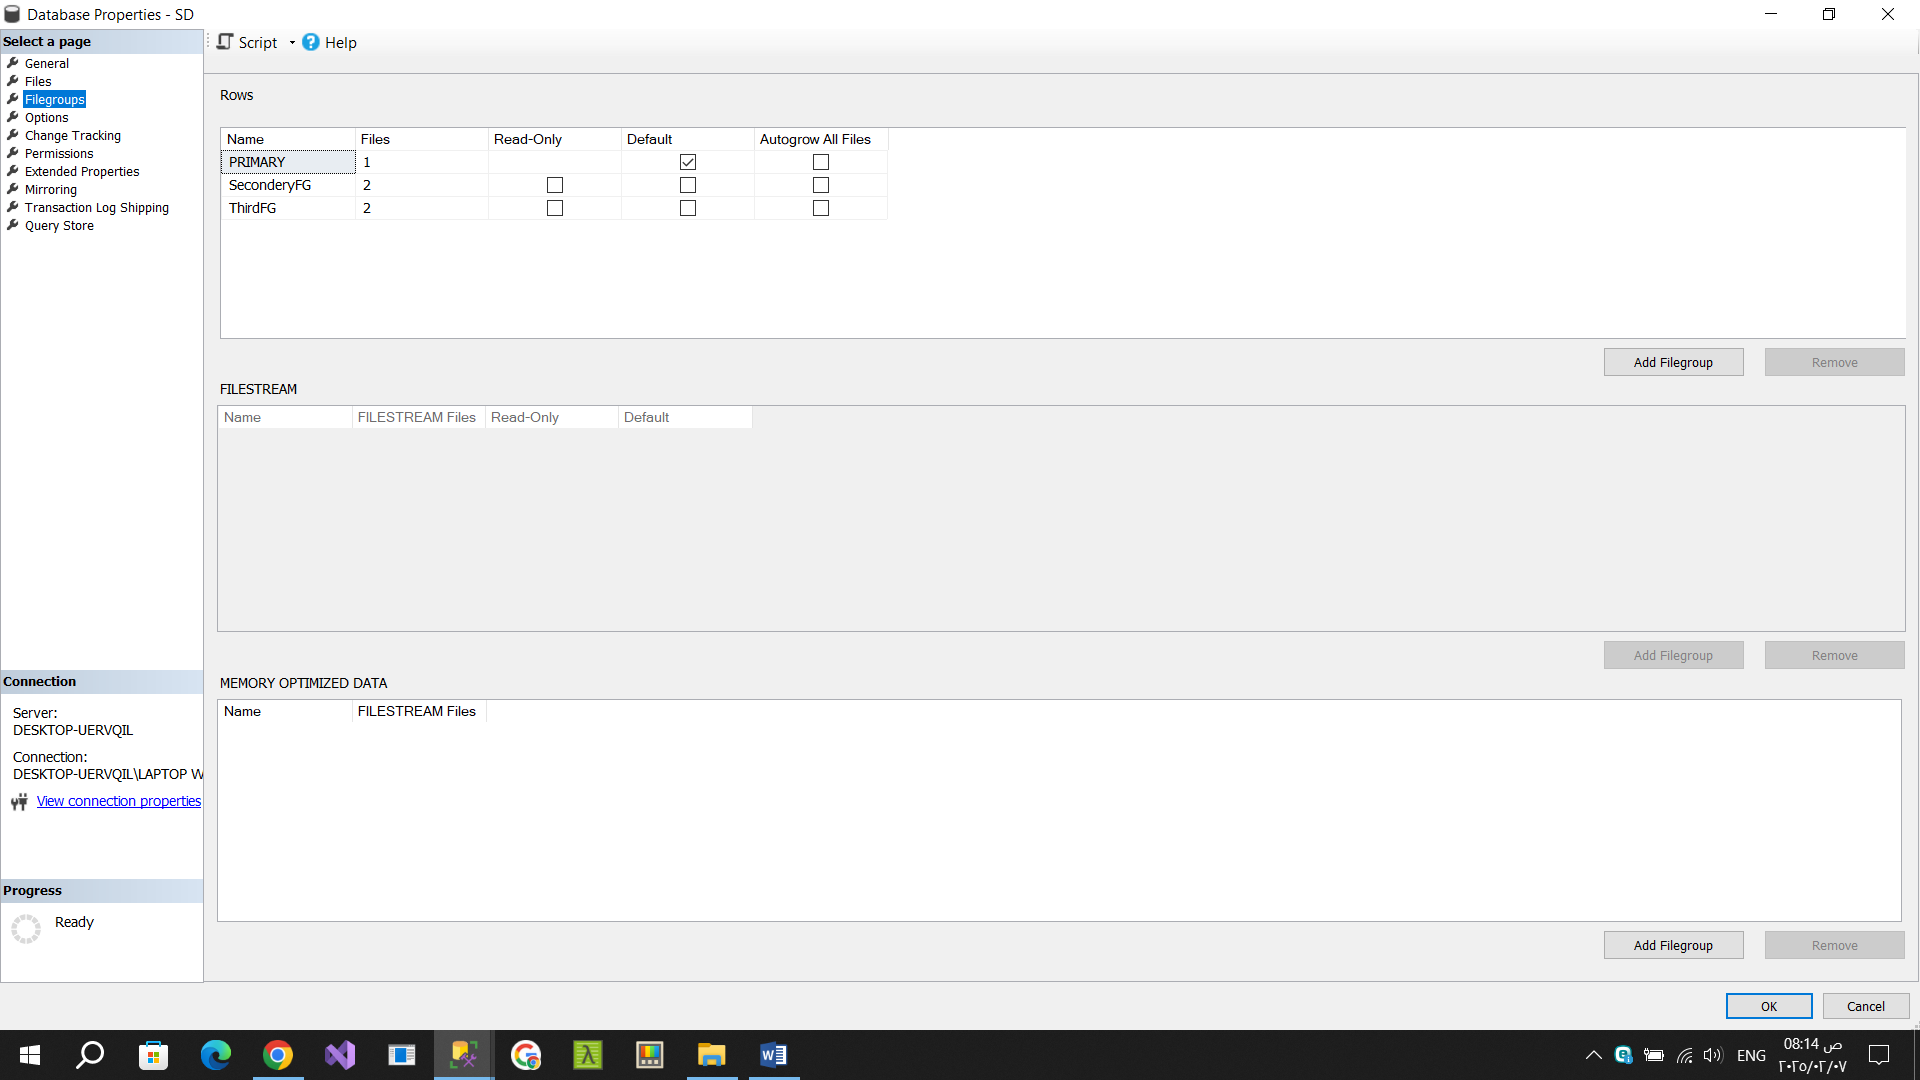 Database Properties - SD
Select a page
General
Files
Filegroups
Options
Change Tracking
Permissions
Extended Properties
Mirroring
Transaction Log Shipping
Query Store
Script
Help
Rows
Name Files Read-Only Default Autogrow All Files
PRIMARY 1
SeconderyFG 2
ThirdFG 2
Add Filegroup Remove
FILESTREAM
Name FILESTREAM Files Read-Only Default
Add Filegroup Remove
MEMORY OPTIMIZED DATA
Name FILESTREAM Files
Add Filegroup Remove
Connection
Server:
DESKTOP-UERVQIL
Connection:
DESKTOP-UERVQIL\LAPTOP W
View connection properties
Progress
Ready
OK Cancel
ENG
08:14 ص
٢٠٢٥/٠٢/٠٧